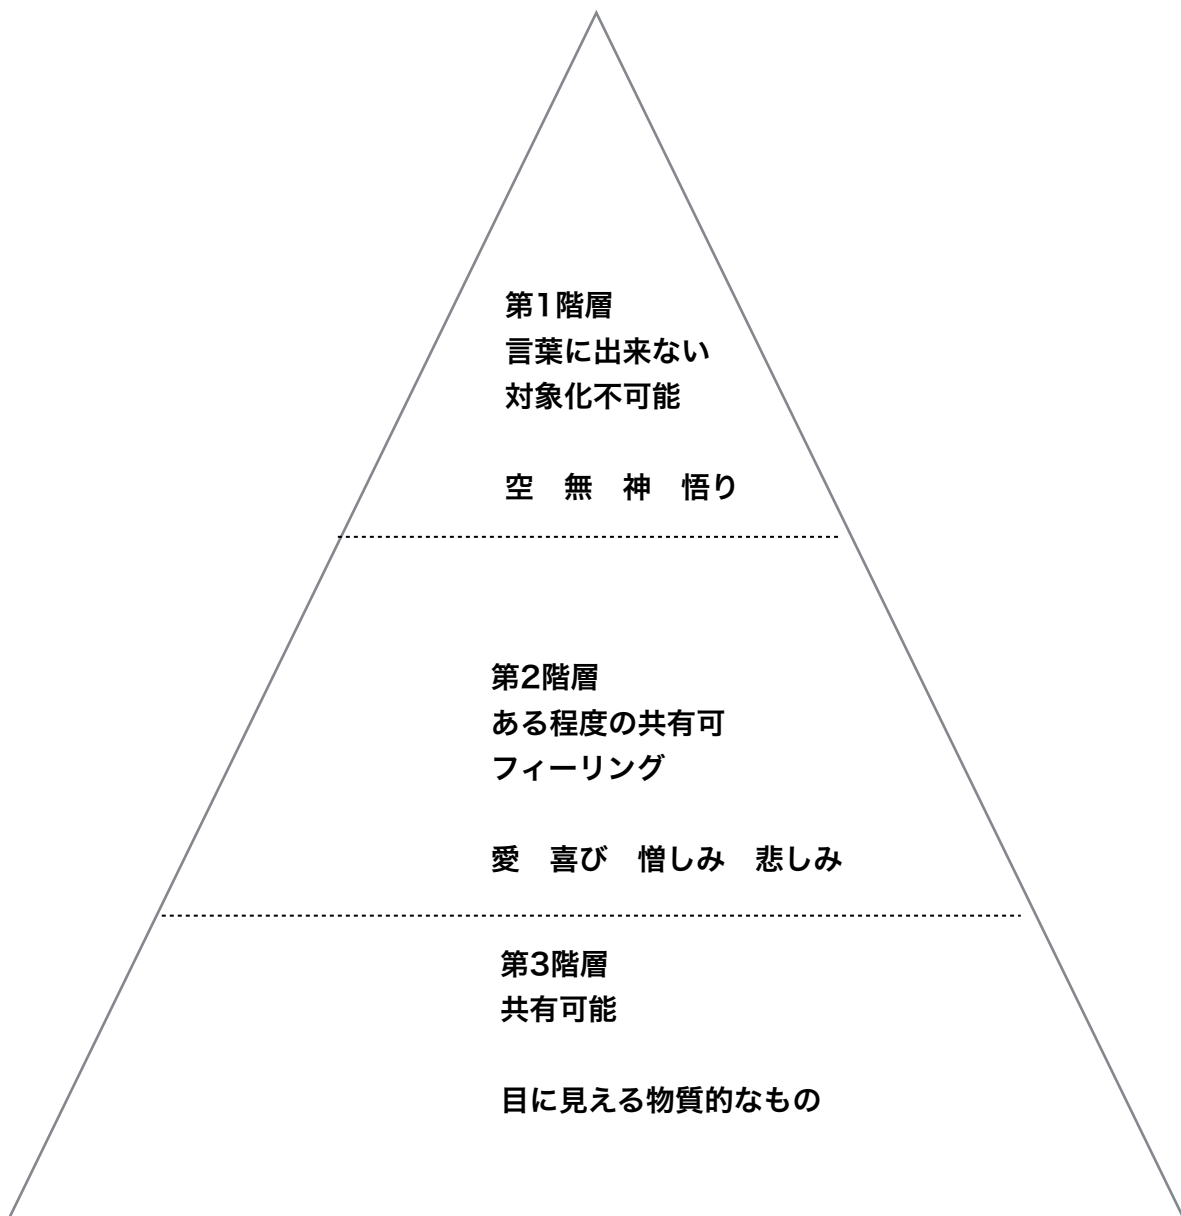 第1階層
言葉に出来ない
対象化不可能
空　無　神　悟り
第2階層
ある程度の共有可
フィーリング
愛　喜び　憎しみ　悲しみ
第3階層
共有可能
目に見える物質的なもの